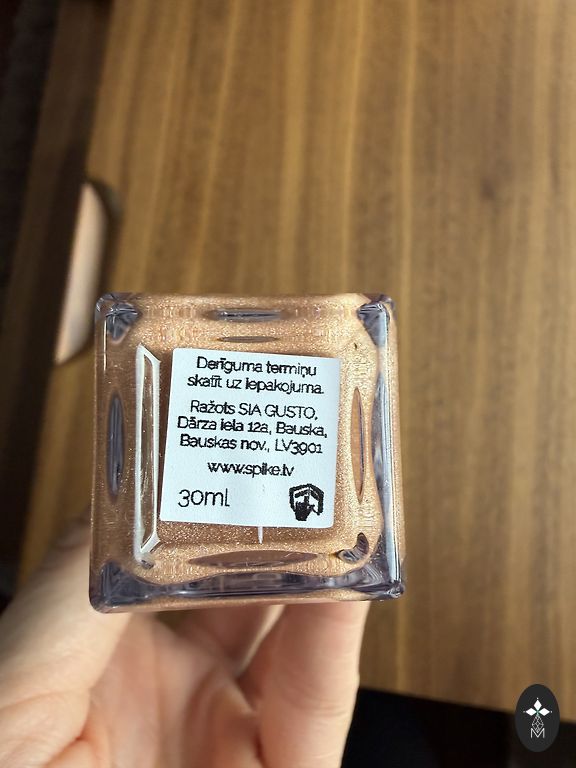 Derīguma termiņu
skatīt uz iepakojuma.
Ražots SIA GUSTO,
Dārza iela 12a, Bauska,
Bauskas nov., LV3901
www.spike.lv
30ml